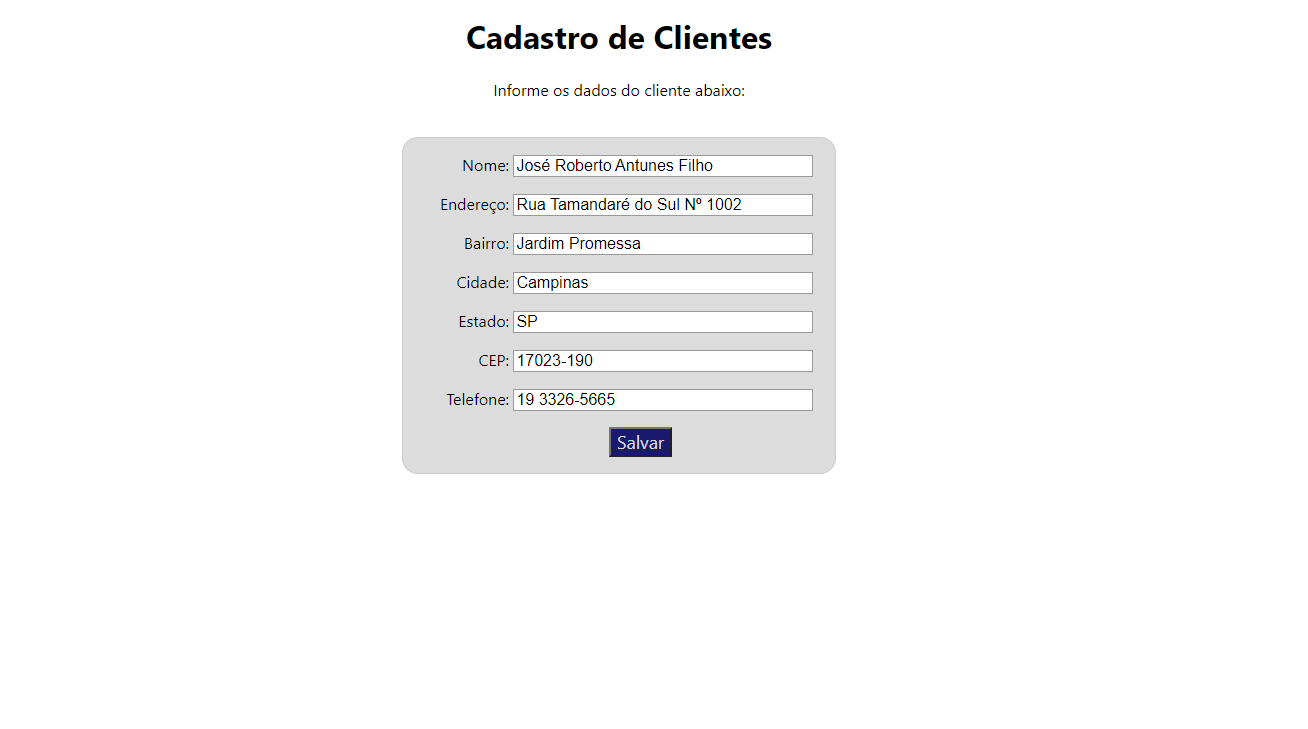 Cadastro de Clientes
Informe os dados do cliente abaixo:
Nome: José Roberto Antunes Filho
Endereço: Rua Tamandaré do Sul Nº 1002
Bairro: Jardim Promessa
Cidade: Campinas
Estado: SP
CEP: 17023-190
Telefone: 19 3326-5665
Salvar